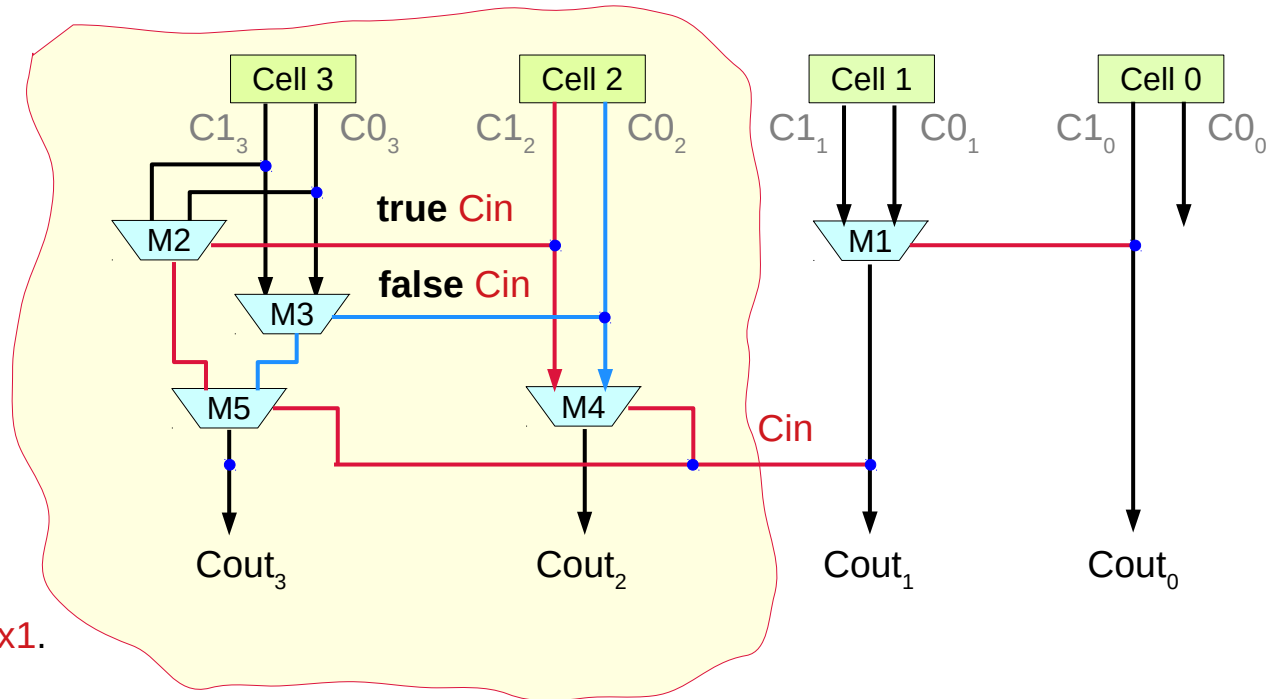 Cell 3 Cell 2 Cell 1 Cell 0
C1₃ C0₃ C1₂ C0₂ C1₁ C0₁ C1₀ C0₀
true Cin
M2 M1
false Cin
M3
M5 M4
Cin
Cout₃ Cout₂ Cout₁ Cout₀
x1.